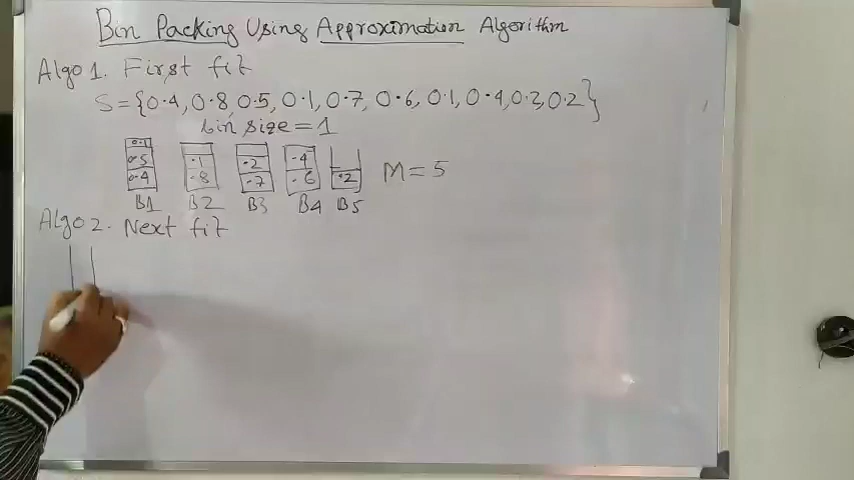 Bin Packing Using Approximation Algorithm
Algo 1. First fit
S = {0.4, 0.8, 0.5, 0.1, 0.7, 0.6, 0.1, 0.4, 0.2, 0.2}
bin size = 1
0.1 .5 0.4 .1 .8 .2 .7 .4 .6 .2 M = 5
B1 B2 B3 B4 B5
Algo 2. Next fit